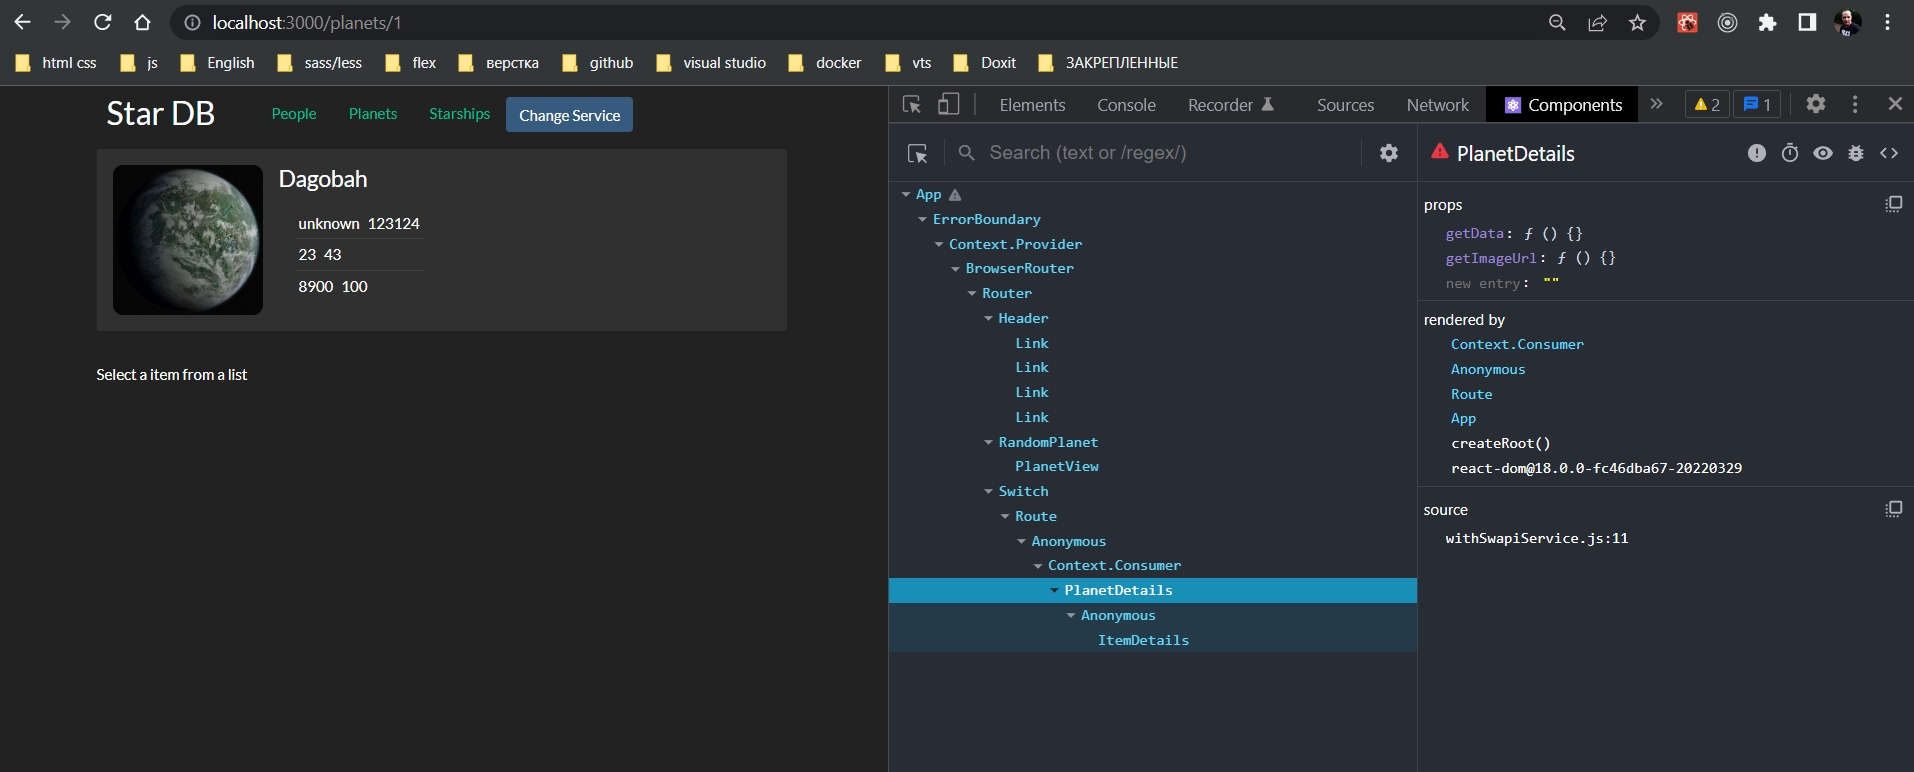 localhost:3000/planets/1
html css js English sass/less flex верстка github visual studio docker vts Doxit ЗАКРЕПЛЕННЫЕ
Star DB People Planets Starships Change Service
Dagobah
unknown 123124
23 43
8900 100
Select a item from a list
Elements Console Recorder Sources Network Components 2 1
Search (text or /regex/)
App
ErrorBoundary
Context.Provider
BrowserRouter
Router
Header
Link
Link
Link
Link
RandomPlanet
PlanetView
Switch
Route
Anonymous
Context.Consumer
PlanetDetails
Anonymous
ItemDetails
PlanetDetails
props
getData: ƒ () {}
getImageUrl: ƒ () {}
new entry: ""
rendered by
Context.Consumer
Anonymous
Route
App
createRoot()
react-dom@18.0.0-fc46dba67-20220329
source
withSwapiService.js:11